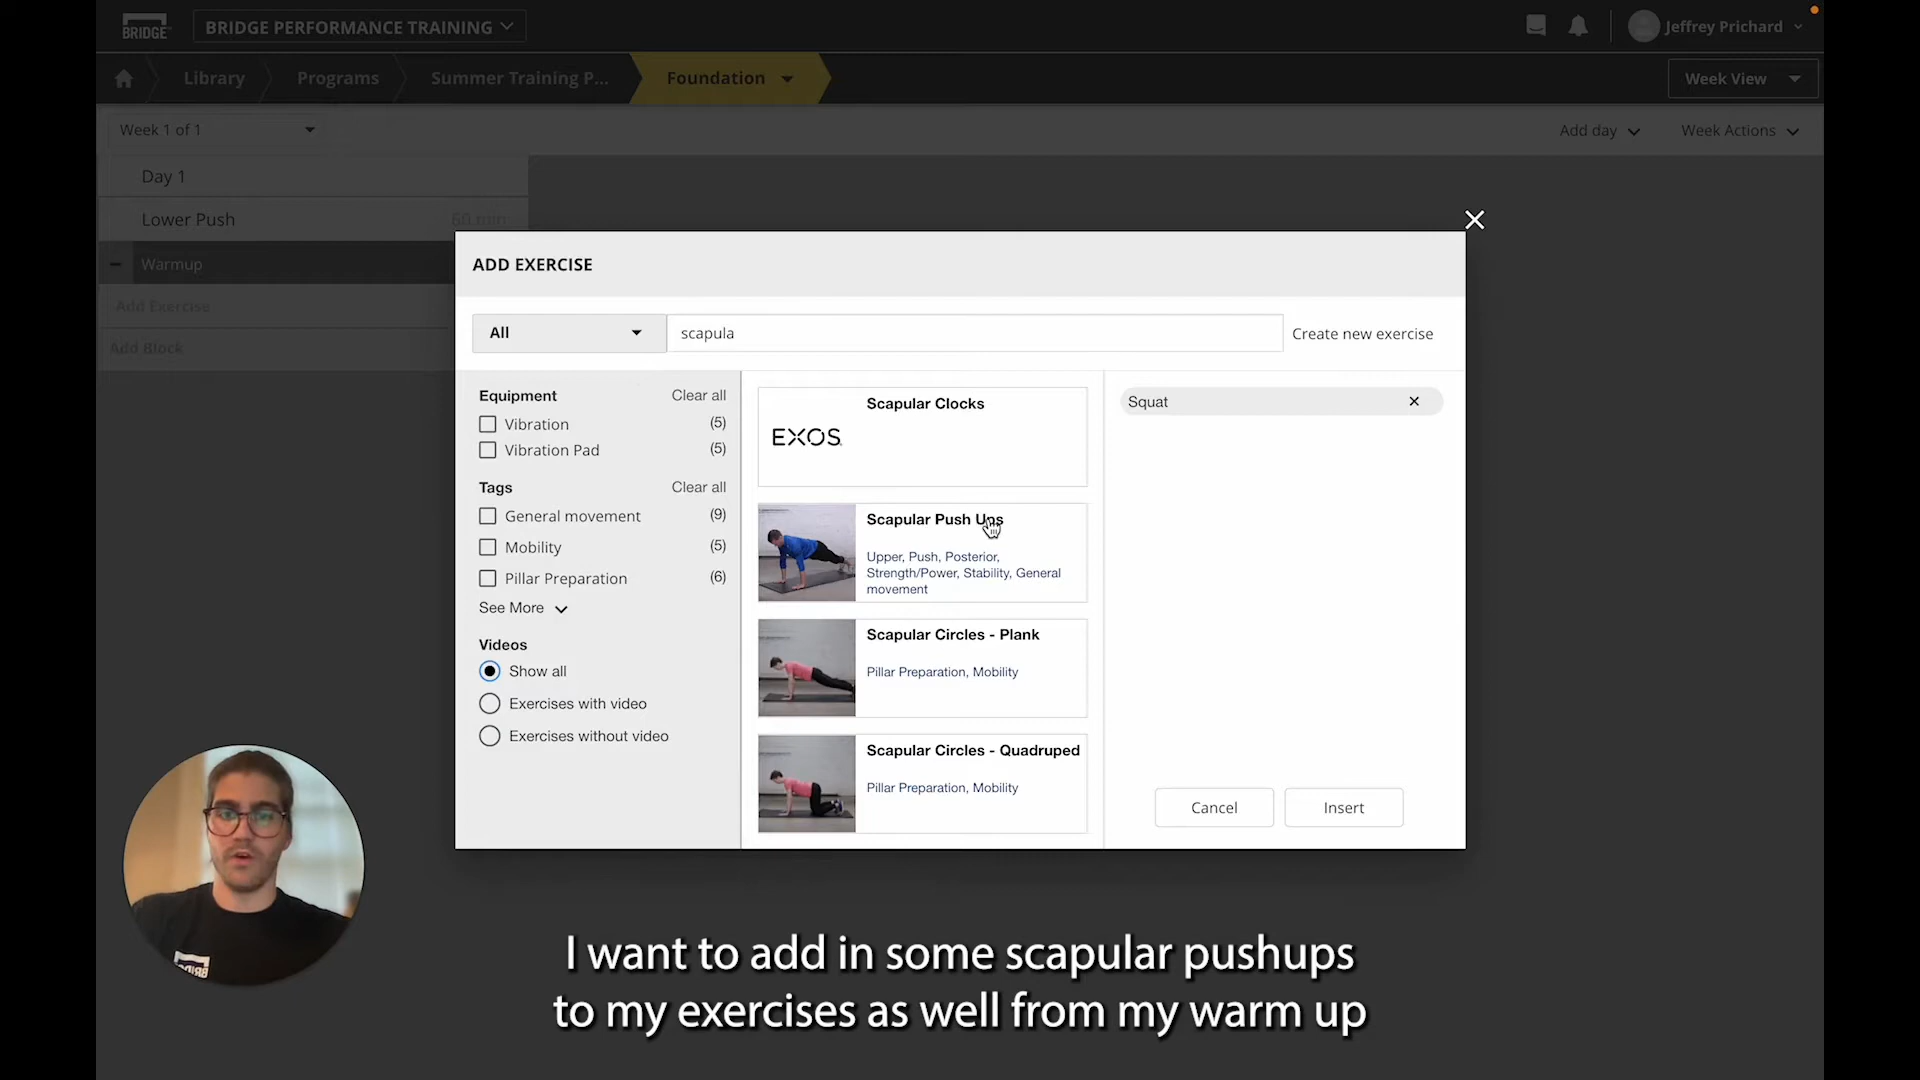 BRIDGE
BRIDGE PERFORMANCE TRAINING
Jeffrey Prichard
Library
Programs
Summer Training P...
Foundation
Week View
Week 1 of 1
Add day
Week Actions
Day 1
Lower Push
60 min
Warmup
Add Exercise
Add Block
ADD EXERCISE
All
scapula
Create new exercise
Equipment
Clear all
Vibration
(5)
Vibration Pad
(5)
Tags
Clear all
General movement
(9)
Mobility
(5)
Pillar Preparation
(6)
See More
Videos
Show all
Exercises with video
Exercises without video
Scapular Clocks
EXOS
Scapular Push Ups
Upper, Push, Posterior,
Strength/Power, Stability, General
movement
Scapular Circles - Plank
Pillar Preparation, Mobility
Scapular Circles - Quadruped
Pillar Preparation, Mobility
Squat
Cancel
Insert
I want to add in some scapular pushups
to my exercises as well from my warm up